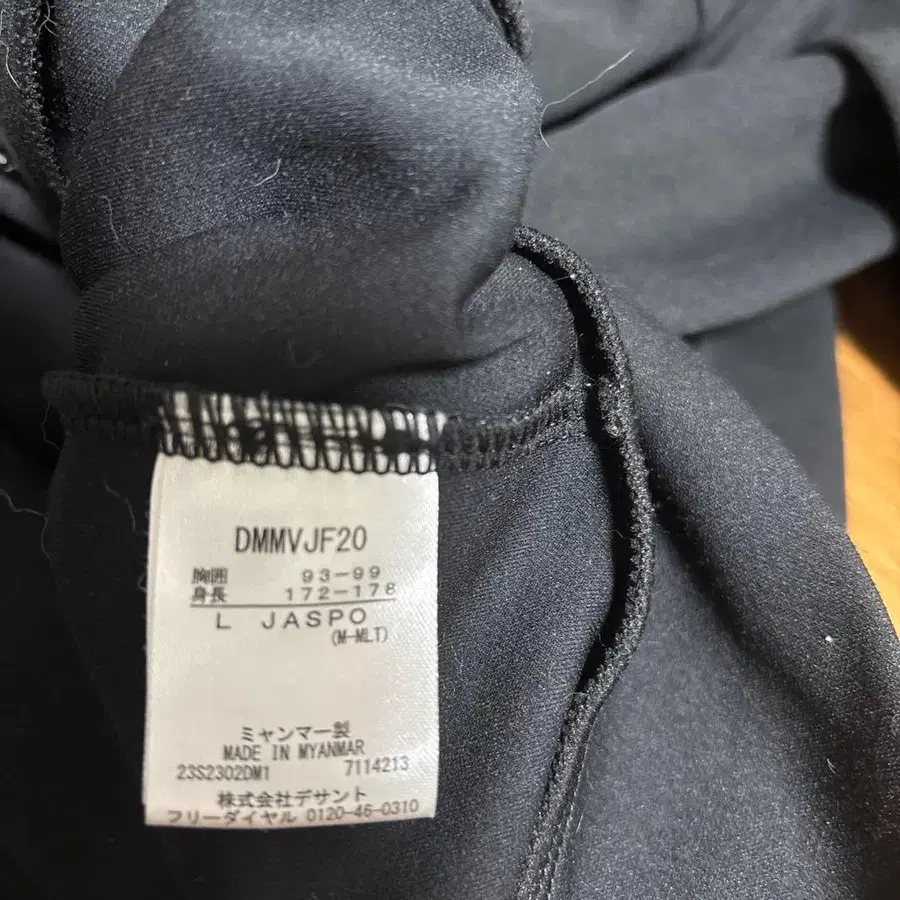 DMMVJF20
胸囲 93-99
身長 172-178
L JASPO
(M-MLT)
ミャンマー製
MADE IN MYANMAR
23S2302DM1 7114213
株式会社デサント
フリーダイヤル 0120-46-0310